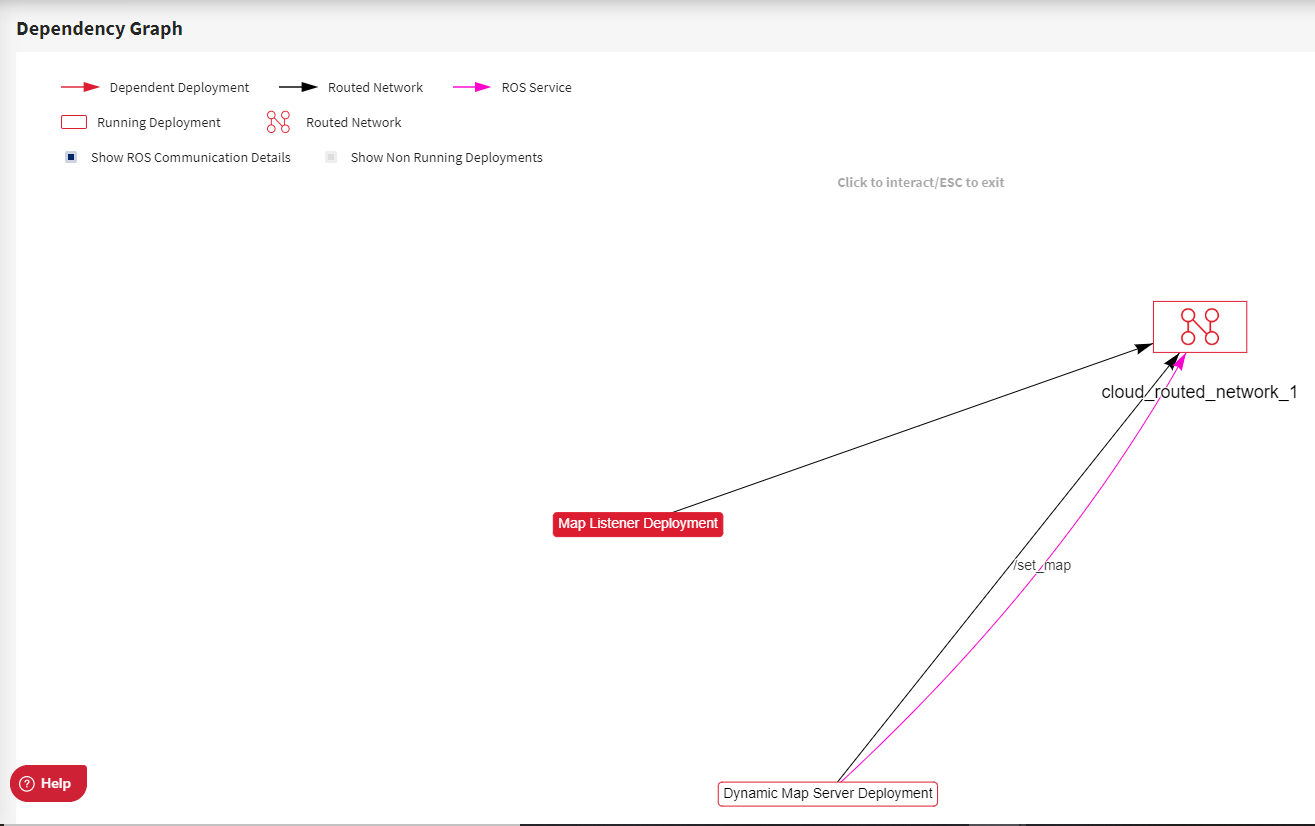 Dependency Graph
Dependent Deployment Routed Network ROS Service
Running Deployment Routed Network
Show ROS Communication Details Show Non Running Deployments
Click to interact/ESC to exit
cloud_routed_network_1
Map Listener Deployment
/set_map
? Help
Dynamic Map Server Deployment